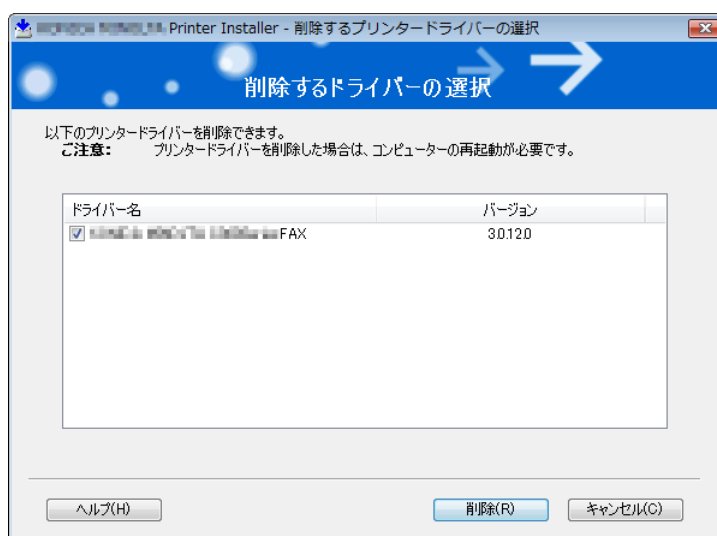 Printer Installer - 削除するプリンタードライバーの選択
削除するドライバーの選択
以下のプリンタードライバーを削除できます。
ご注意： プリンタードライバーを削除した場合は、コンピューターの再起動が必要です。
ドライバー名 バージョン
FAX 3.0.12.0
ヘルプ(H) 削除(R) キャンセル(C)